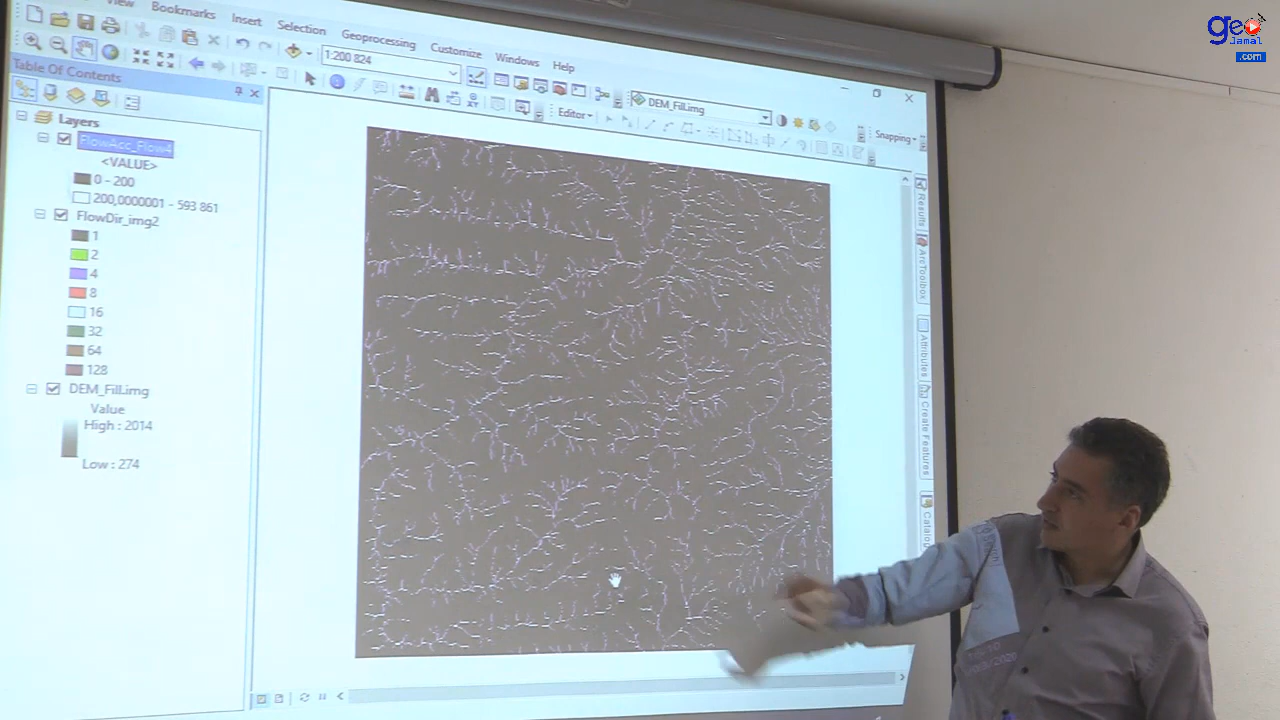 View Bookmarks Insert Selection Geoprocessing Customize Windows Help
1:200 824
DEM_Fill.img
Editor
Snapping
Table Of Contents
Layers
FlowAcc_Flow4
<VALUE>
0 - 200
200,0000001 - 593 861
FlowDir_img2
1
2
4
8
16
32
64
128
DEM_Fill.img
Value
High : 2014
Low : 274
Results
ArcToolbox
Attributes
Create Features
Catalog
geo
Jamal
.com